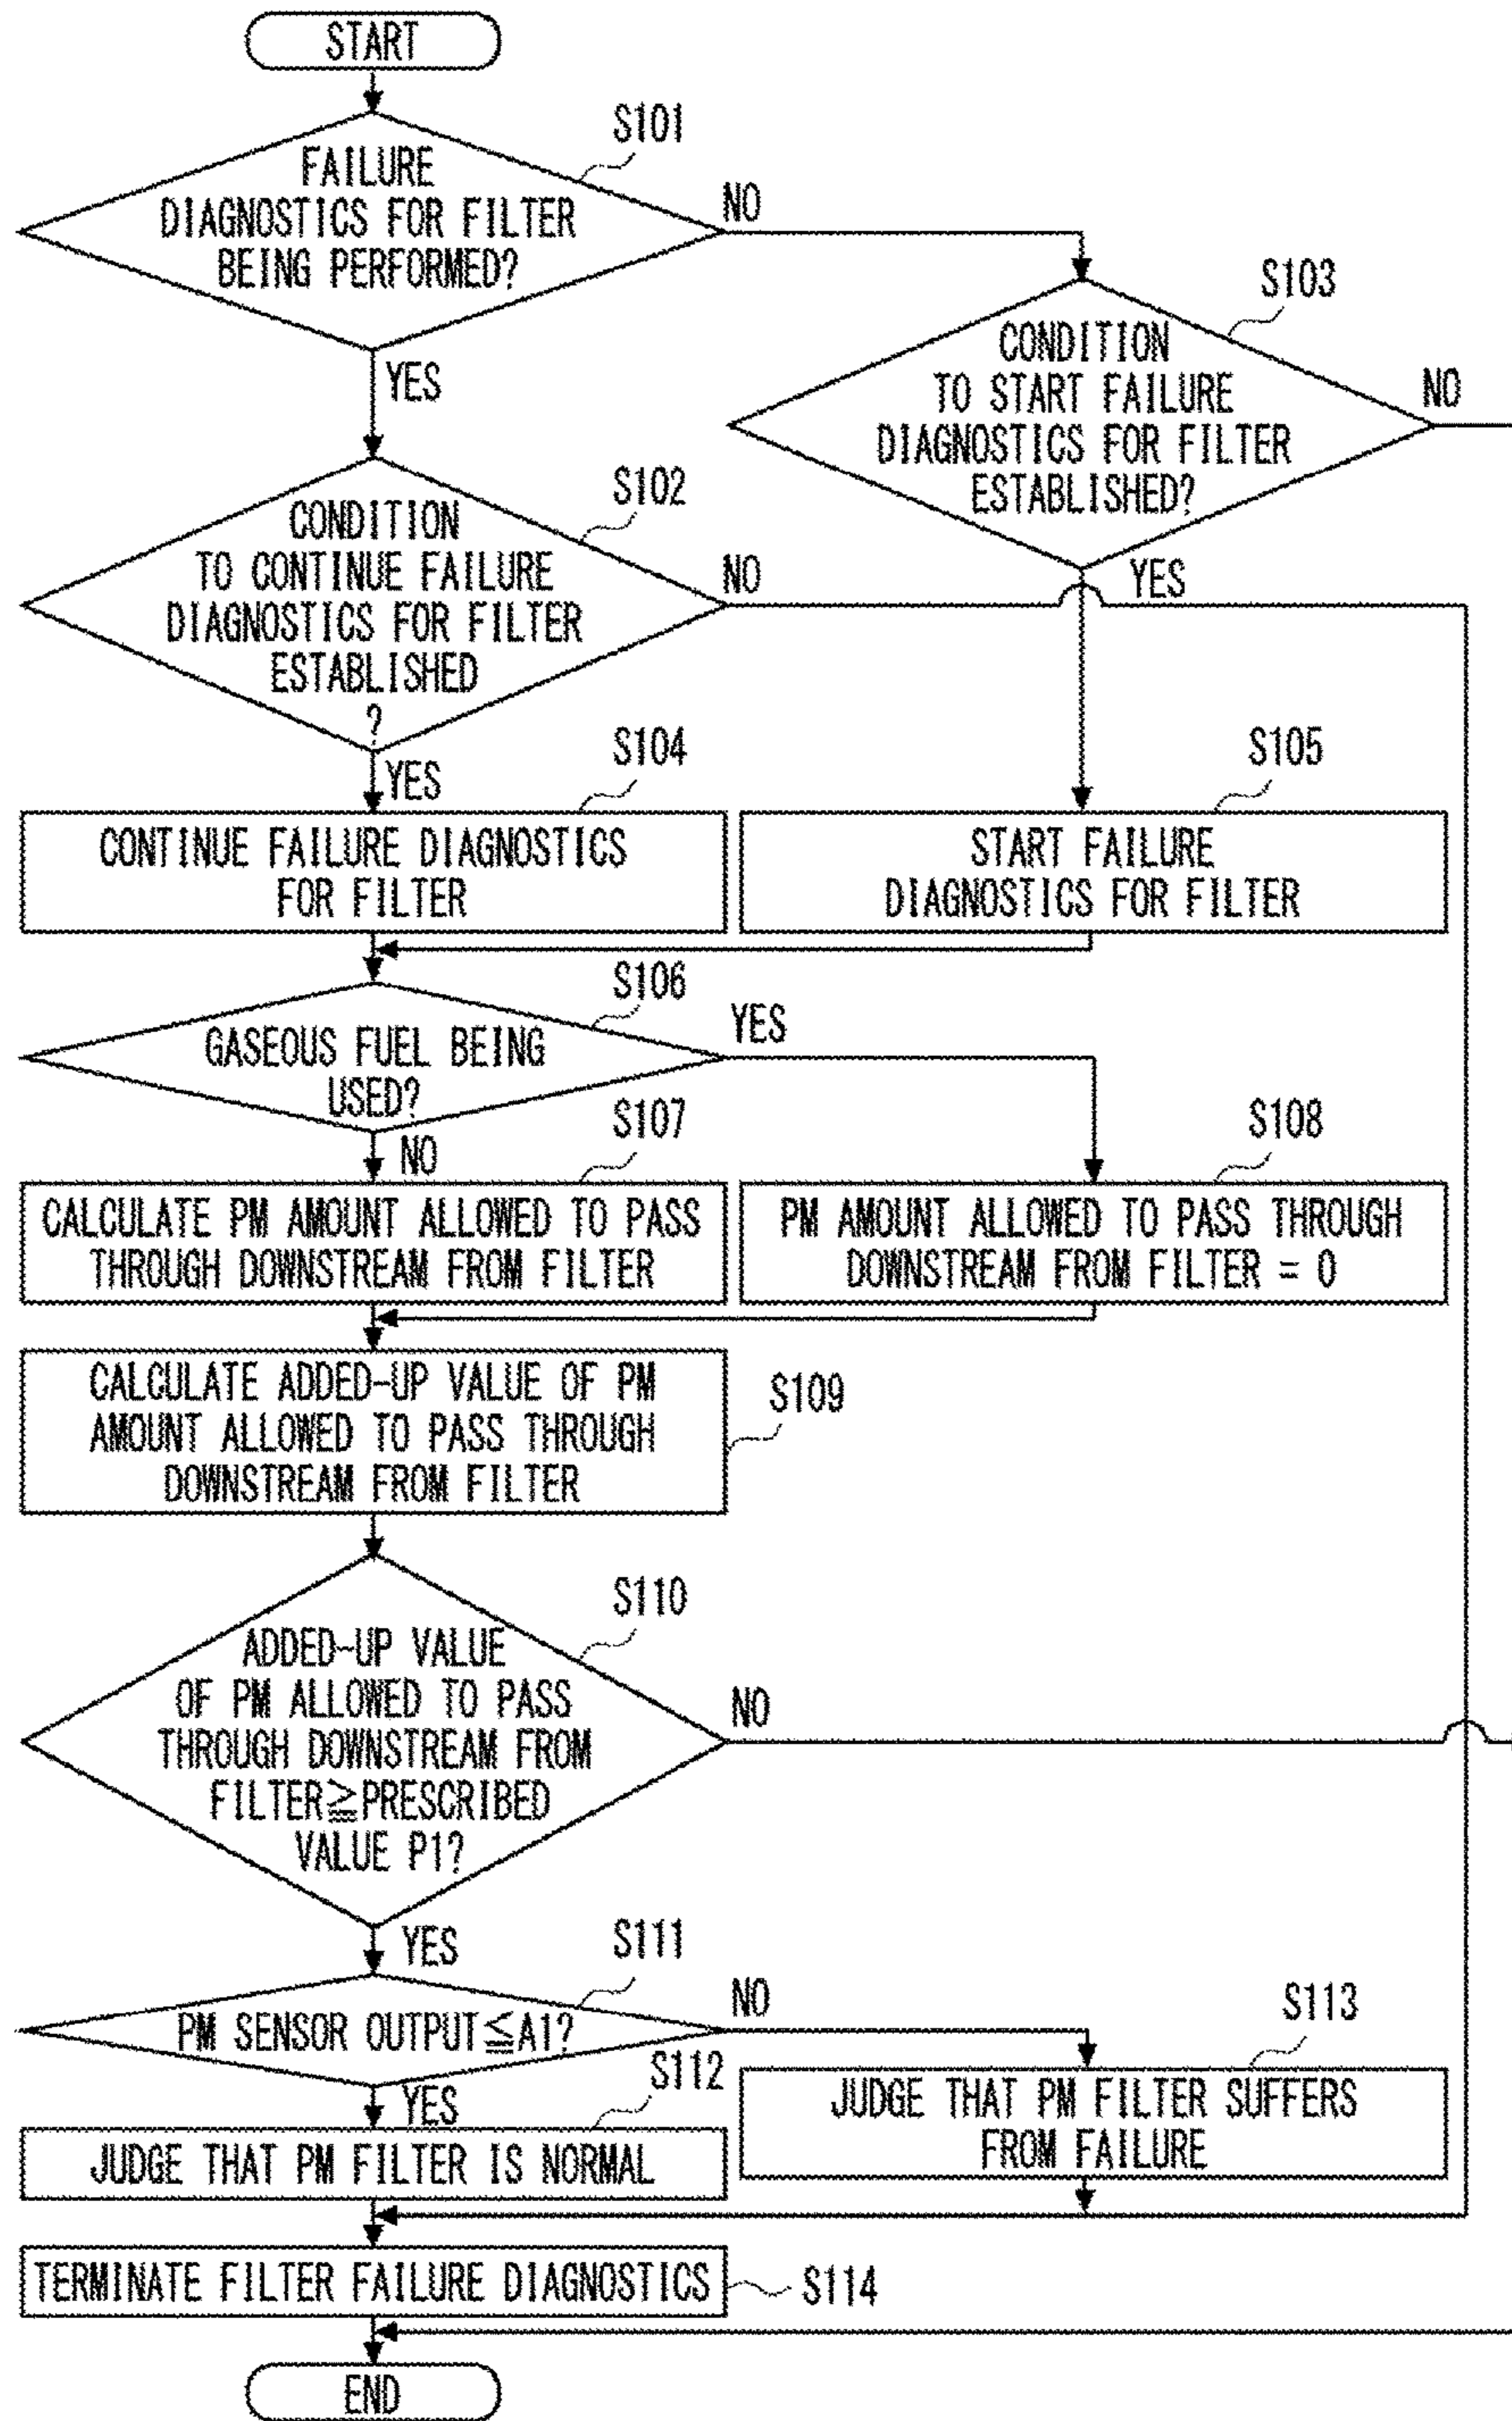 START
S101
FAILURE
DIAGNOSTICS FOR FILTER
BEING PERFORMED?
NO
YES
S103
CONDITION
TO START FAILURE
DIAGNOSTICS FOR FILTER
ESTABLISHED?
NO
YES
S102
CONDITION
TO CONTINUE FAILURE
DIAGNOSTICS FOR FILTER
ESTABLISHED
?
NO
YES
S104
CONTINUE FAILURE DIAGNOSTICS
FOR FILTER
S105
START FAILURE
DIAGNOSTICS FOR FILTER
S106
GASEOUS FUEL BEING
USED?
YES
NO
S107
CALCULATE PM AMOUNT ALLOWED TO PASS
THROUGH DOWNSTREAM FROM FILTER
S108
PM AMOUNT ALLOWED TO PASS THROUGH
DOWNSTREAM FROM FILTER = 0
CALCULATE ADDED-UP VALUE OF PM
AMOUNT ALLOWED TO PASS THROUGH
DOWNSTREAM FROM FILTER
S109
S110
ADDED-UP VALUE
OF PM ALLOWED TO PASS
THROUGH DOWNSTREAM FROM
FILTER≧PRESCRIBED
VALUE P1?
NO
YES
S111
PM SENSOR OUTPUT≦A1?
NO
YES
S112
JUDGE THAT PM FILTER IS NORMAL
S113
JUDGE THAT PM FILTER SUFFERS
FROM FAILURE
TERMINATE FILTER FAILURE DIAGNOSTICS
S114
END